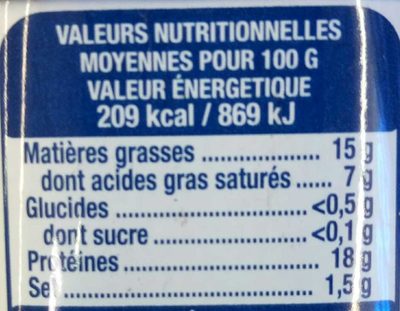 VALEURS NUTRITIONNELLES
MOYENNES POUR 100 G
VALEUR ÉNERGETIQUE
209 kcal / 869 kJ
Matières grasses .................... 15 g
dont acides gras saturés ...... 7 g
Glucides ................................. <0,5 g
dont sucre .......................... <0,1 g
Protéines ................................. 18 g
Sel ........................................... 1,5 g